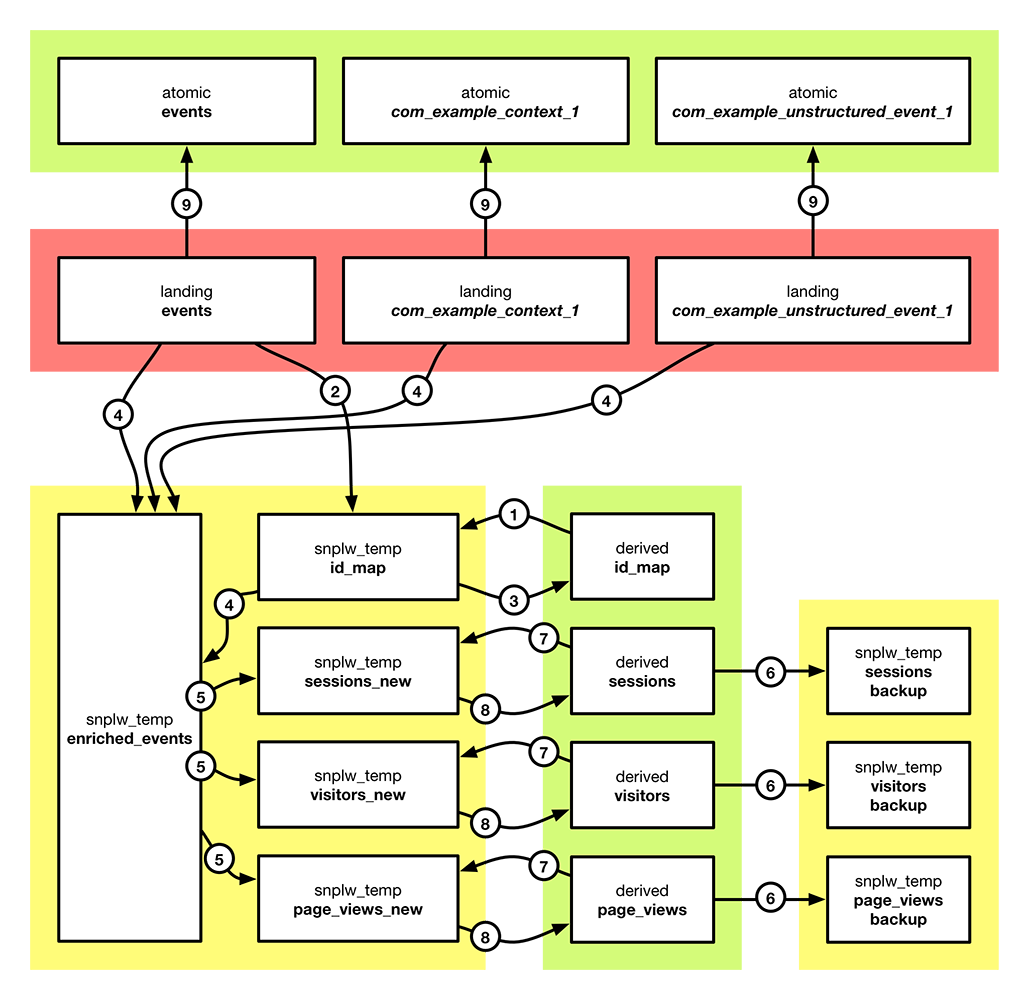 atomic
events
atomic
com_example_context_1
atomic
com_example_unstructured_event_1
9
9
9
landing
events
landing
com_example_context_1
landing
com_example_unstructured_event_1
4
2
4
4
snplw_temp
id_map
1
3
derived
id_map
4
snplw_temp
enriched_events
5
5
5
snplw_temp
sessions_new
7
8
derived
sessions
6
snplw_temp
sessions
backup
snplw_temp
visitors_new
7
8
derived
visitors
6
snplw_temp
visitors
backup
snplw_temp
page_views_new
7
8
derived
page_views
6
snplw_temp
page_views
backup